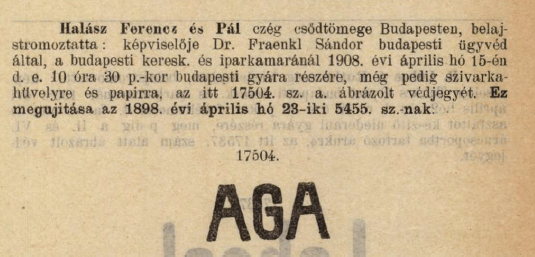 Halász Ferencz és Pál czég csődtömege Budapesten, belaj-
stromoztatta: képviselője Dr. Fraenkl Sándor budapesti ügyvéd
által, a budapesti keresk. és iparkamaránál 1908. évi április hó 15-én
d. e. 10 óra 30 p.-kor budapesti gyára részére, még pedig szivarka-
hüvelyre és papirra, az itt 17504. sz. a. ábrázolt védjegyét. Ez
megujitása az 1898. évi április hó 23-iki 5455. sz.-nak.
17504.
AGA